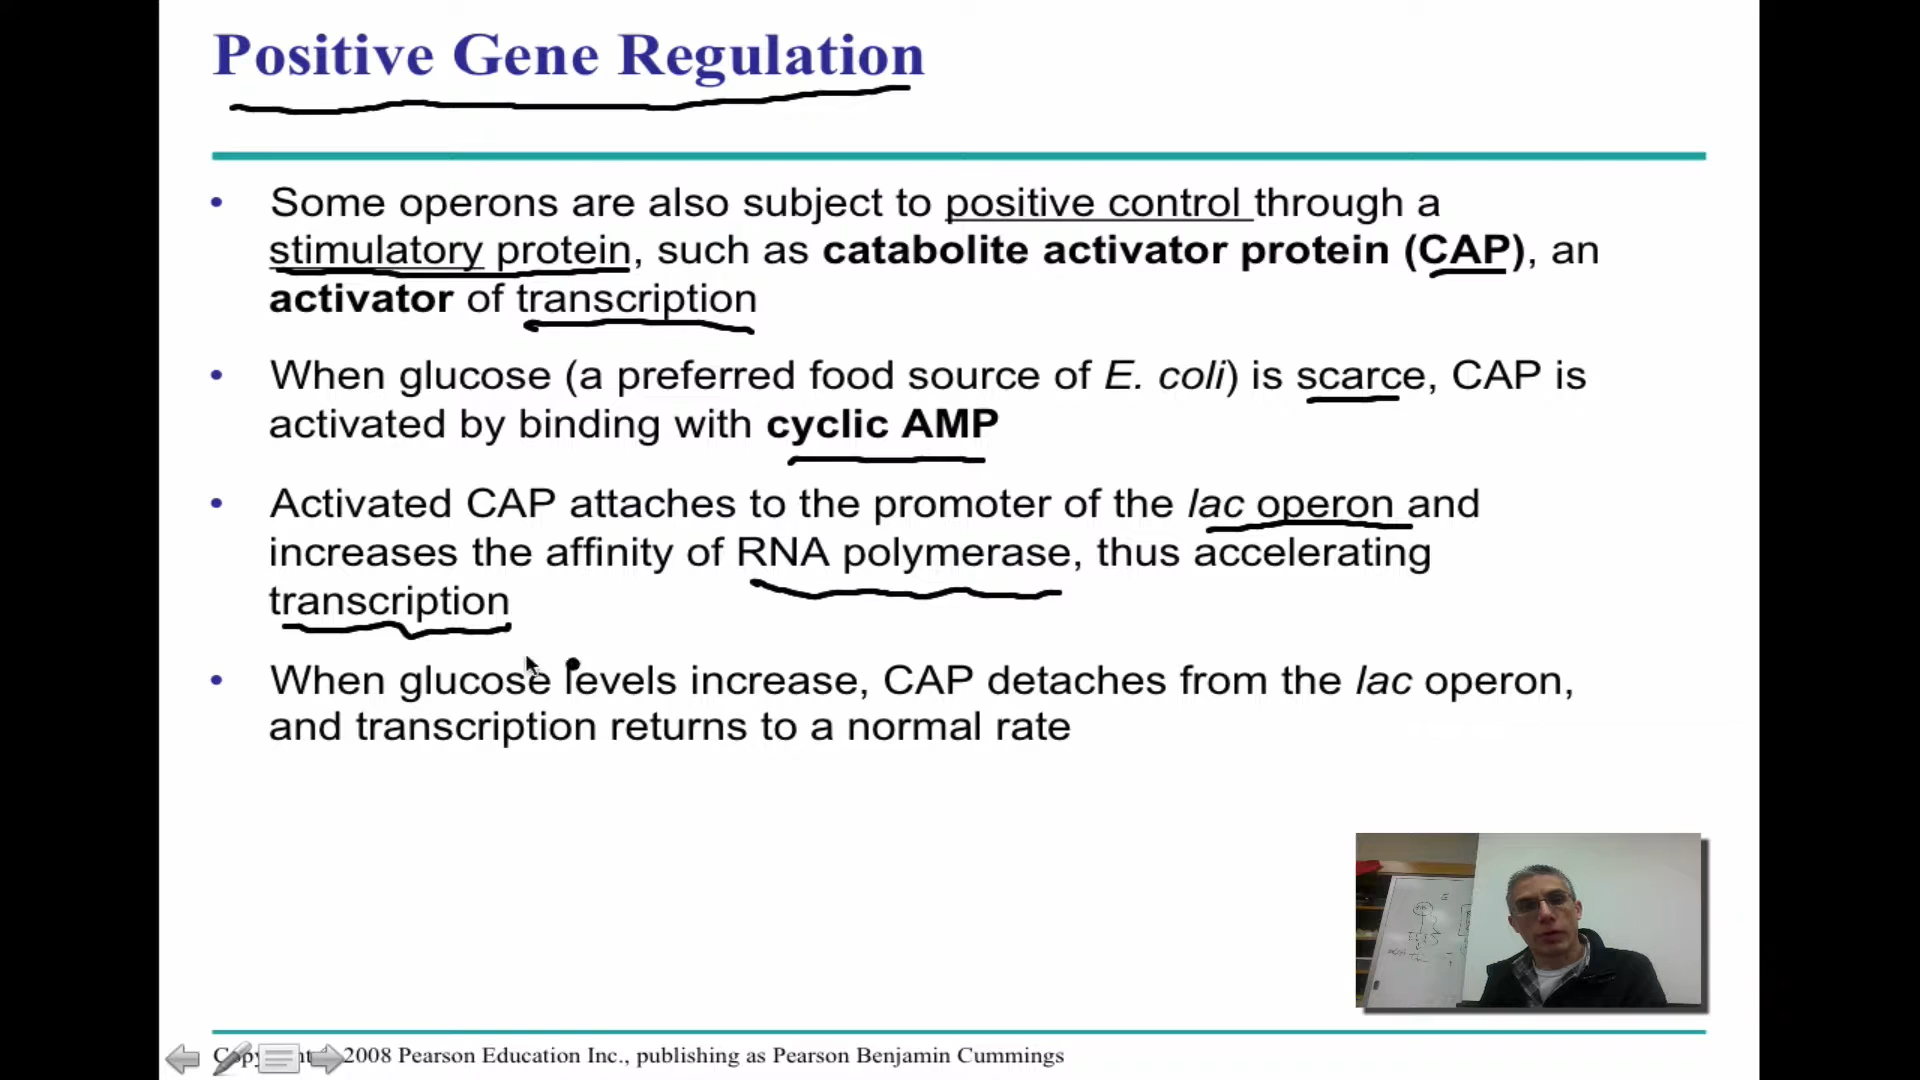 Positive Gene Regulation
• Some operons are also subject to positive control through a
stimulatory protein, such as catabolite activator protein (CAP), an
activator of transcription
• When glucose (a preferred food source of E. coli) is scarce, CAP is
activated by binding with cyclic AMP
• Activated CAP attaches to the promoter of the lac operon and
increases the affinity of RNA polymerase, thus accelerating
transcription
• When glucose levels increase, CAP detaches from the lac operon,
and transcription returns to a normal rate
2008 Pearson Education Inc., publishing as Pearson Benjamin Cummings